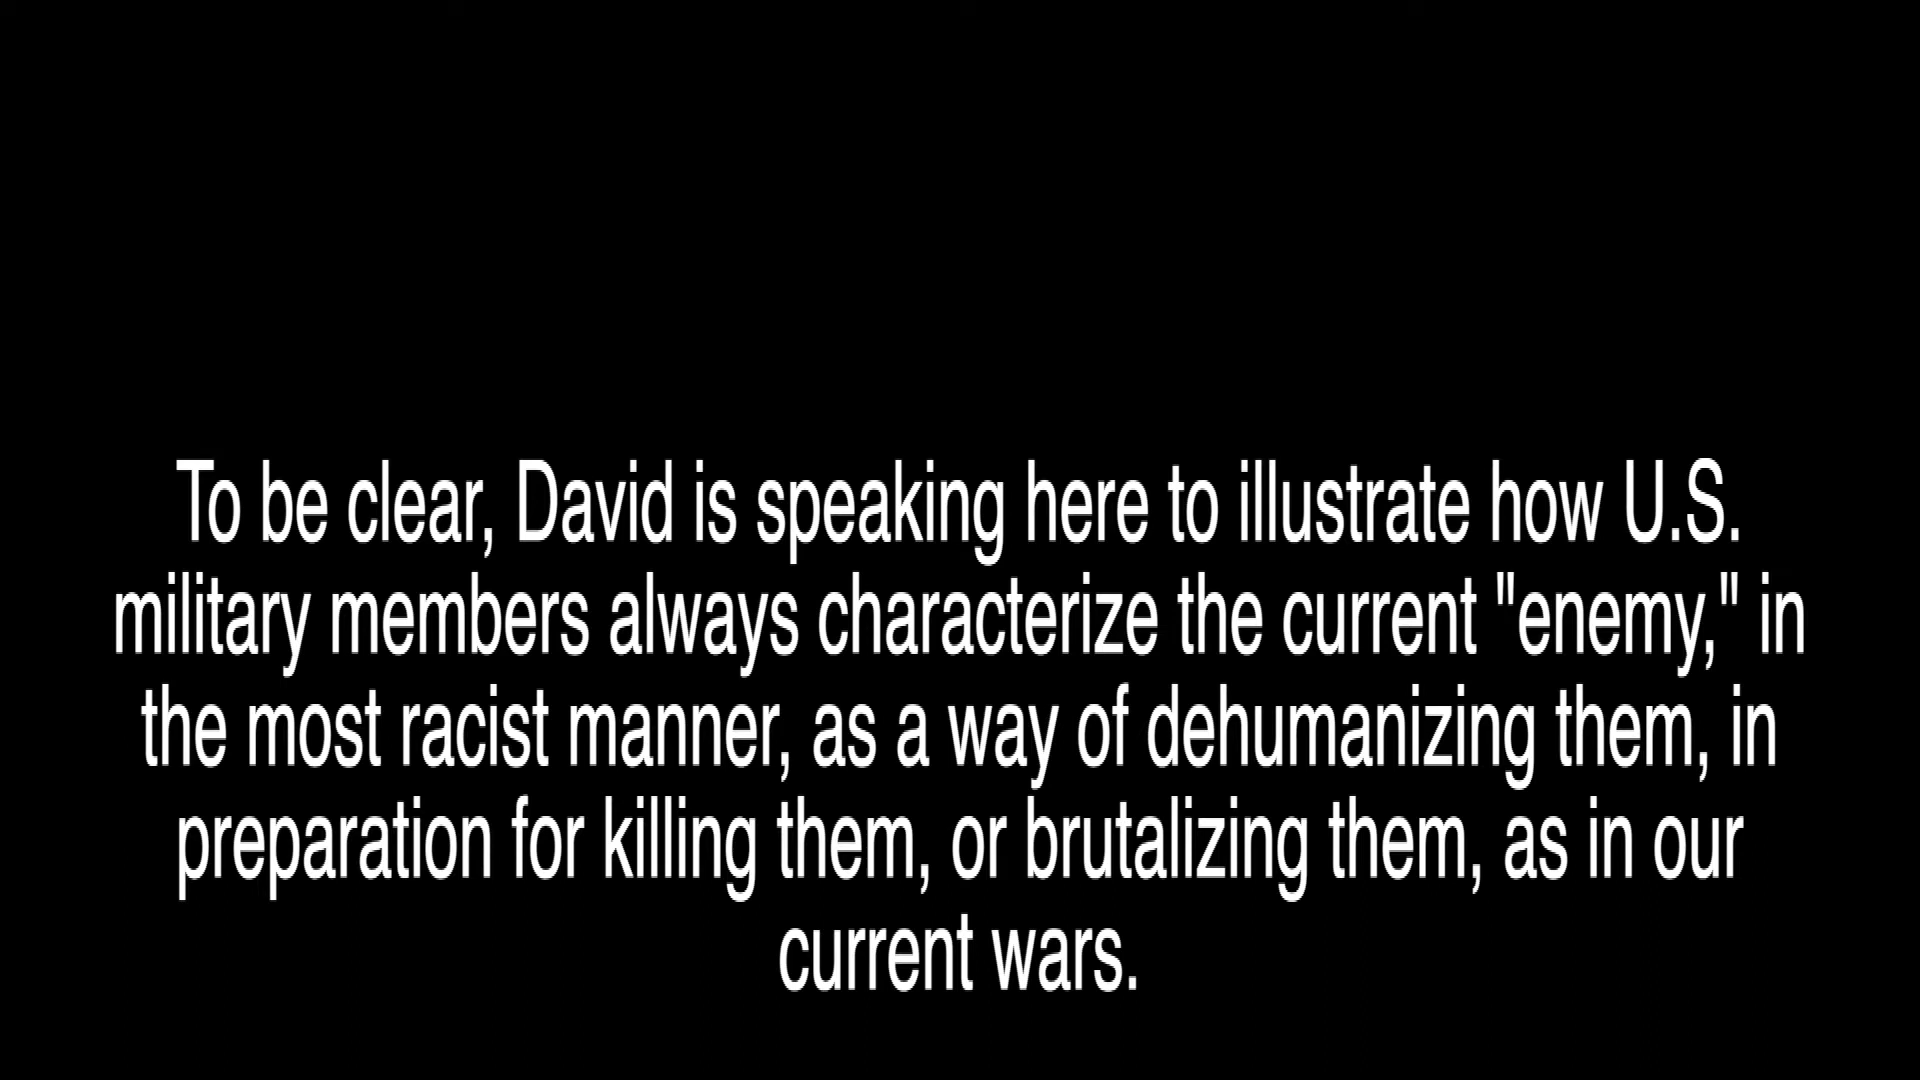 To be clear, David is speaking here to illustrate how U.S.
military members always characterize the current "enemy," in
the most racist manner, as a way of dehumanizing them, in
preparation for killing them, or brutalizing them, as in our
current wars.